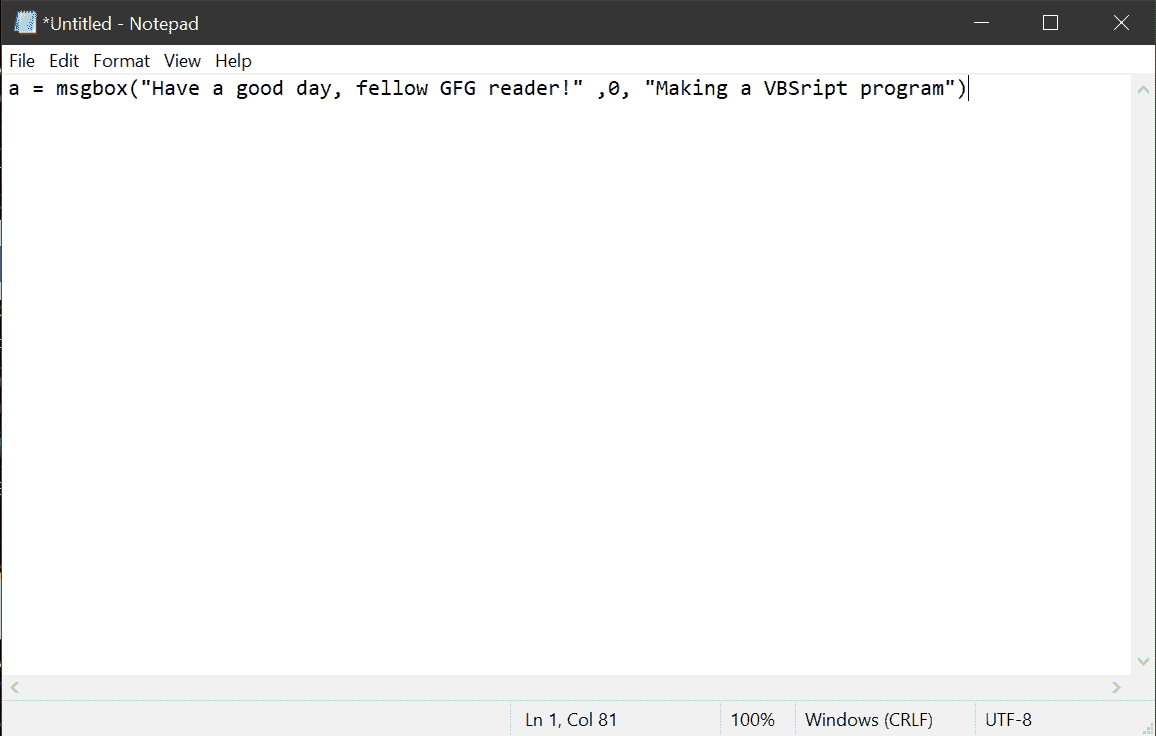 *Untitled - Notepad
File Edit Format View Help
a = msgbox("Have a good day, fellow GFG reader!" ,0, "Making a VBSript program")
Ln 1, Col 81 100% Windows (CRLF) UTF-8